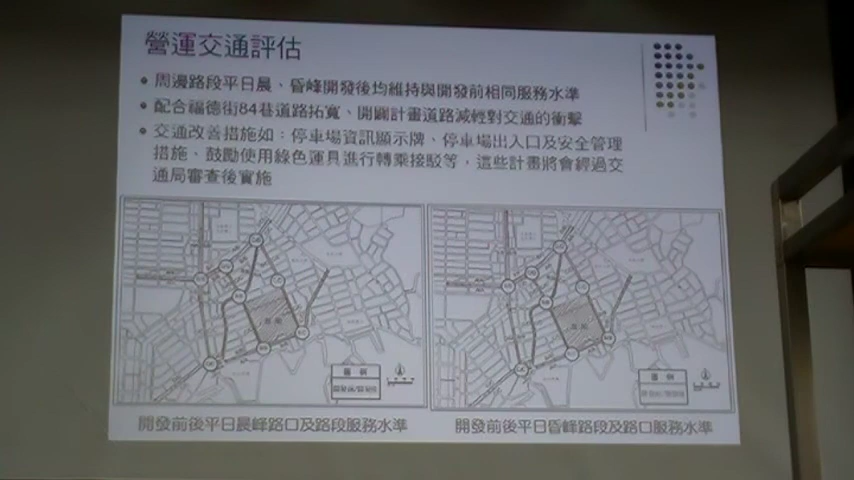 營運交通評估
周邊路段平日晨、昏峰開發後均維持與開發前相同服務水準
配合福德街84巷道路拓寬、開闢計畫道路減輕對交通的衝擊
交通改善措施如：停車場資訊顯示牌、停車場出入口及安全管理
措施、鼓勵使用綠色運具進行轉乘接駁等，這些計畫將會經過交
通局審查後實施
圖例
圖例
開發前後平日晨峰路口及路段服務水準
開發前後平日昏峰路段及路口服務水準